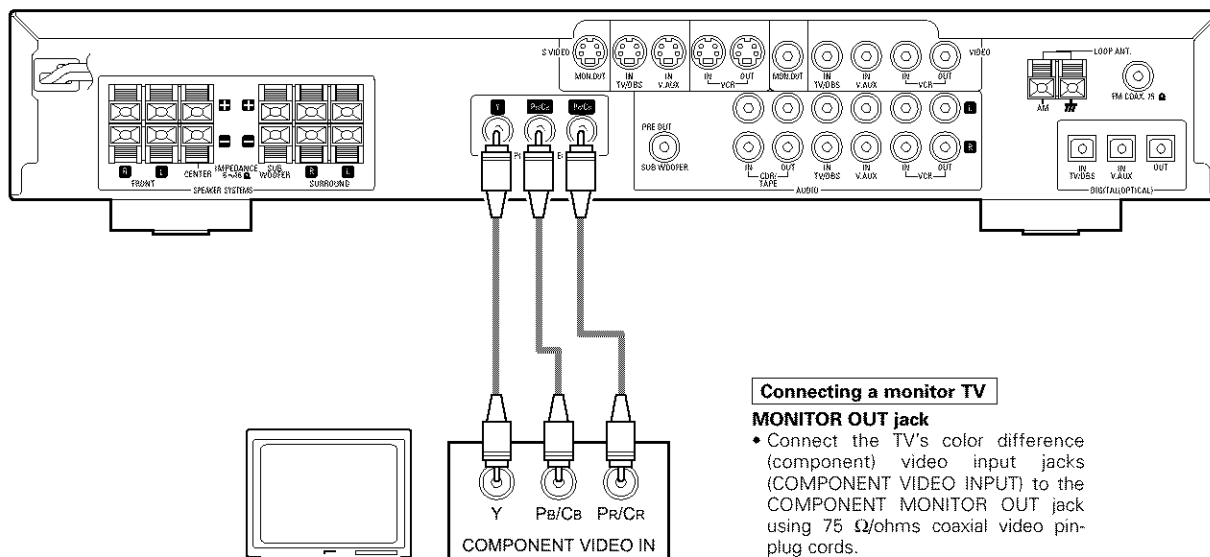 S VIDEO
VIDEO
MON.OUT
IN
TV/DBS
IN
V.AUX
IN
OUT
VCR
MON.OUT
IN
TV/DBS
IN
V.AUX
IN
OUT
VCR
LOOP ANT.
AM
FM COAX. 75 Ω
Y
PB/CB
PR/CR
PRE OUT
SUB WOOFER
L
R
IN
OUT
CDR/
TAPE
IN
TV/DBS
IN
V.AUX
IN
OUT
VCR
AUDIO
IN
TV/DBS
IN
V.AUX
OUT
DIGITAL(OPTICAL)
R
L
FRONT
CENTER
IMPEDANCE
6~16 Ω
SUB
WOOFER
R
L
SURROUND
SPEAKER SYSTEMS
Y
PB/CB
PR/CR
COMPONENT VIDEO IN
Connecting a monitor TV
MONITOR OUT jack
• Connect the TV's color difference
(component) video input jacks
(COMPONENT VIDEO INPUT) to the
COMPONENT MONITOR OUT jack
using 75 Ω/ohms coaxial video pin-
plug cords.